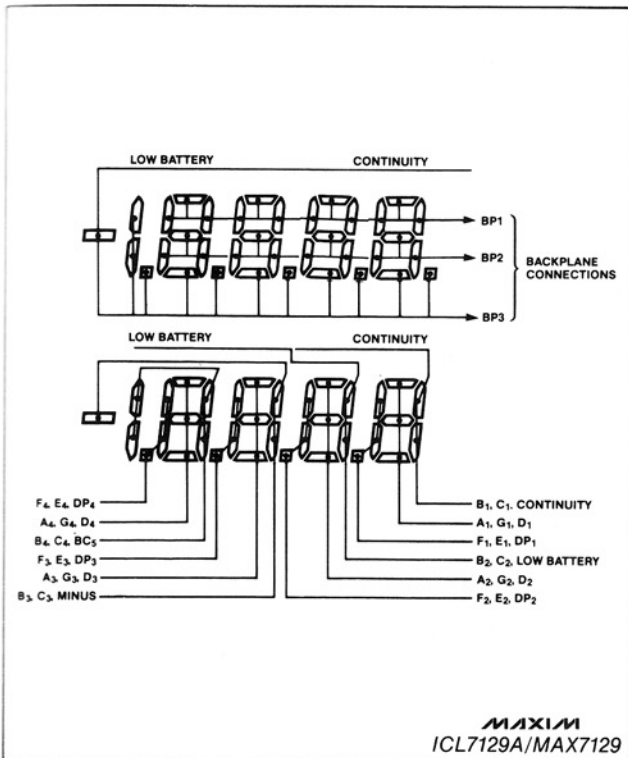 LOW BATTERY CONTINUITY
BP1
BP2
BACKPLANE
CONNECTIONS
BP3
LOW BATTERY CONTINUITY
F4, E4, DP4
A4, G4, D4
B4, C4, BC5
F3, E3, DP3
A3, G3, D3
B3, C3, MINUS
B1, C1, CONTINUITY
A1, G1, D1
F1, E1, DP1
B2, C2, LOW BATTERY
A2, G2, D2
F2, E2, DP2
MAXIM
ICL7129A/MAX7129